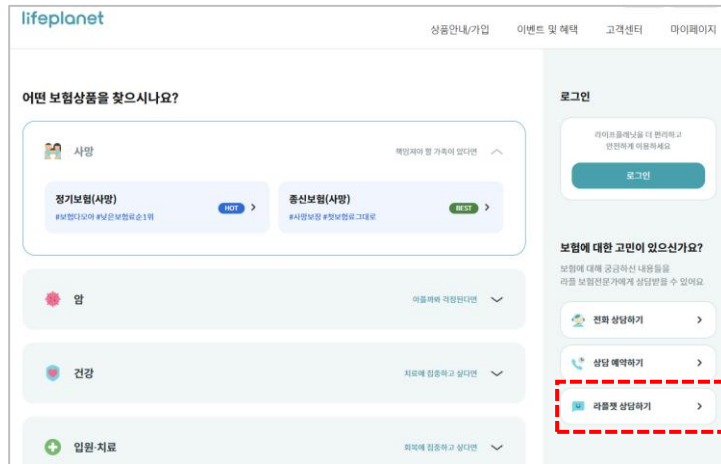 lifeplanet
상품안내/가입 이벤트 및 혜택 고객센터 마이페이지
어떤 보험상품을 찾으시나요?
사망 책임져야 할 가족이 있다면
정기보험(사망) HOT
#보험다모아 #낮은보험료순1위
종신보험(사망) BEST
#사망보장 #첫보험료그대로
암 아플까봐 걱정된다면
건강 치료에 집중하고 싶다면
입원·치료 회복에 집중하고 싶다면
로그인
라이프플래닛을 더 편리하고
안전하게 이용하세요
로그인
보험에 대한 고민이 있으신가요?
보험에 대해 궁금하신 내용들을
라플 보험전문가에게 상담받을 수 있어요
전화 상담하기
상담 예약하기
라플챗 상담하기